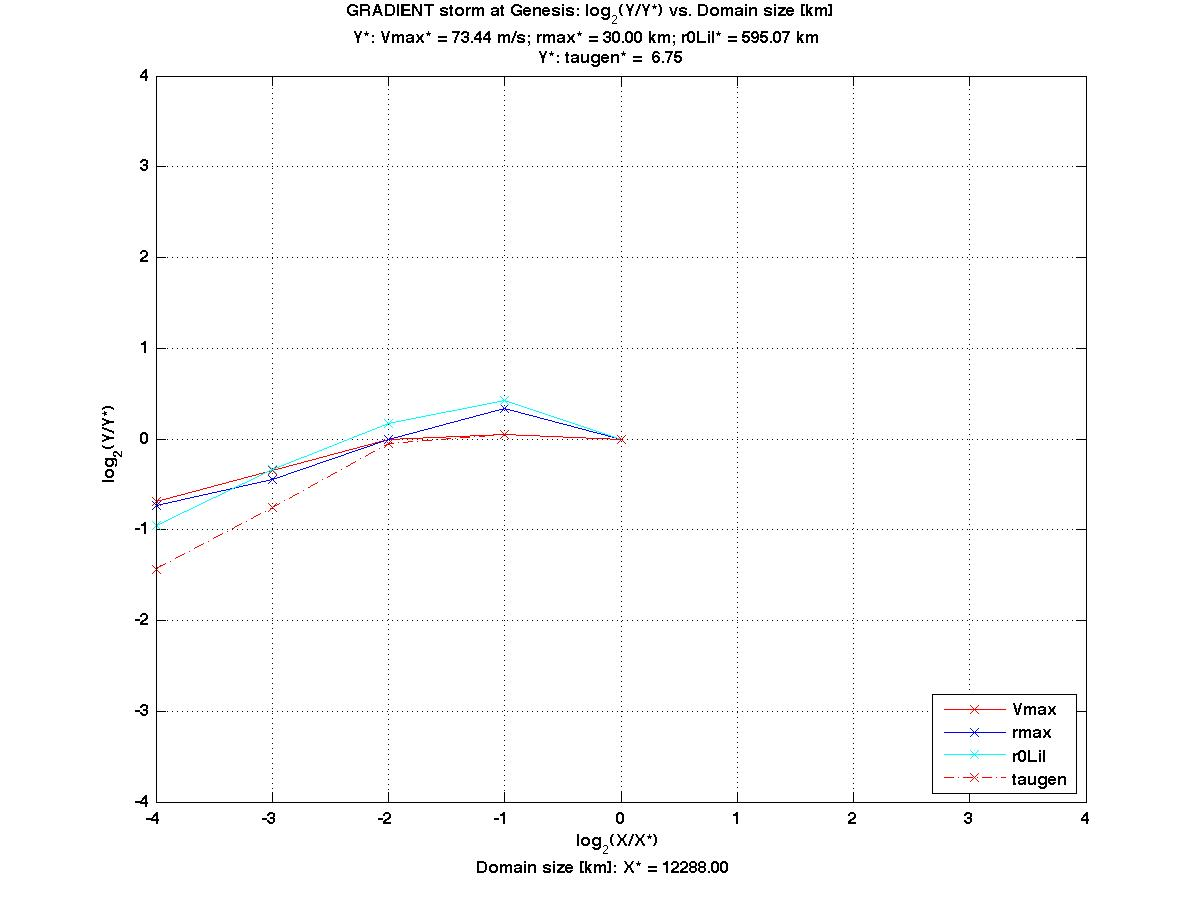 GRADIENT storm at Genesis: log2(Y/Y*) vs. Domain size [km]
Y*: Vmax* = 73.44 m/s; rmax* = 30.00 km; r0Lil* = 595.07 km
Y*: taugen* = 6.75
4
3
2
1
0
-1
-2
-3
-4
log2(Y/Y*)
-4 -3 -2 -1 0 1 2 3 4
log2(X/X*)
Domain size [km]: X* = 12288.00
Vmax
rmax
r0Lil
taugen